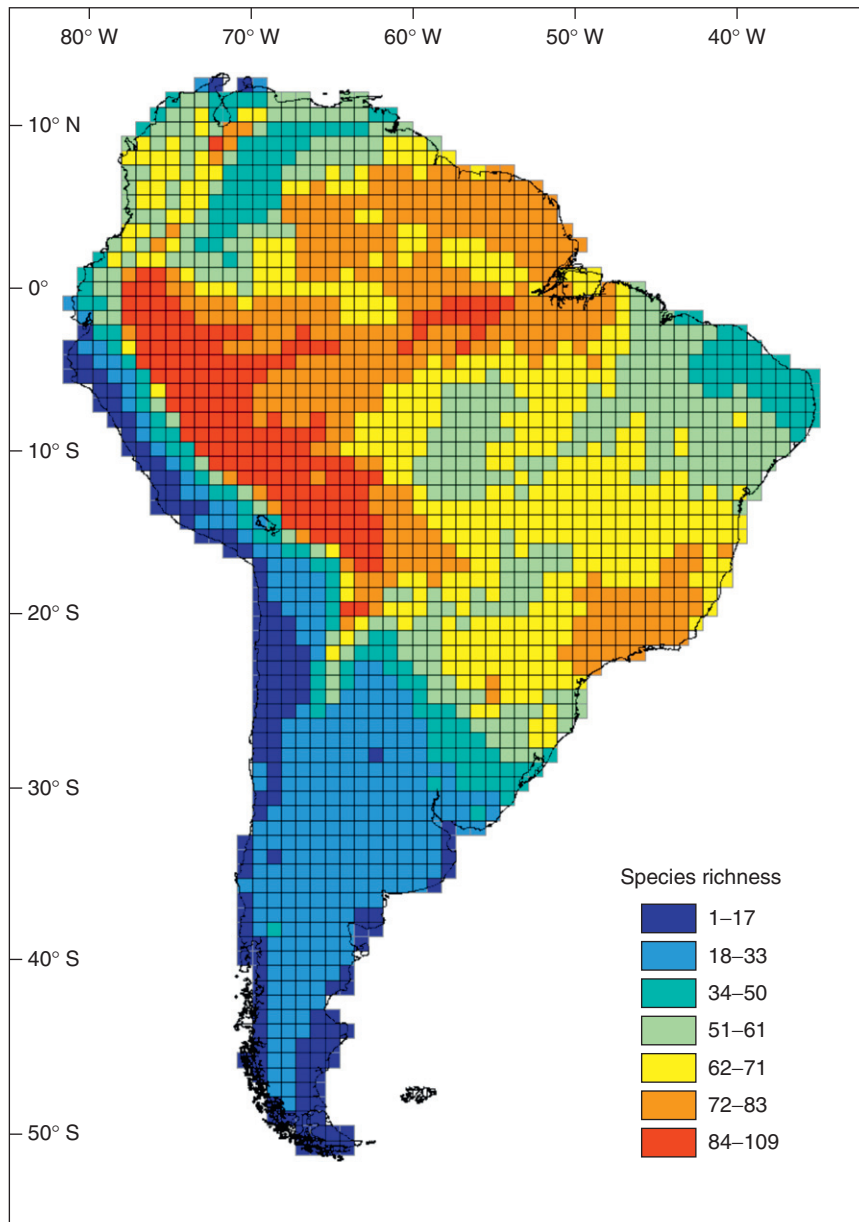 80° W 70° W 60° W 50° W 40° W
10° N
0°
10° S
20° S
30° S
40° S
50° S
Species richness
1–17
18–33
34–50
51–61
62–71
72–83
84–109